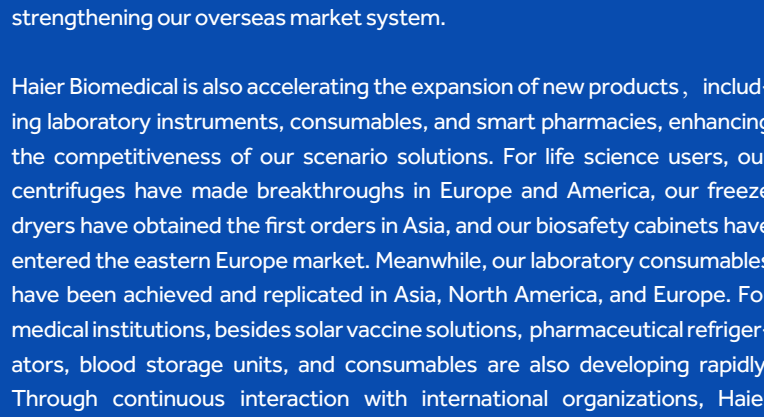 strengthening our overseas market system.
Haier Biomedical is also accelerating the expansion of new products， includ-
ing laboratory instruments, consumables, and smart pharmacies, enhancing
the competitiveness of our scenario solutions. For life science users, our
centrifuges have made breakthroughs in Europe and America, our freeze
dryers have obtained the first orders in Asia, and our biosafety cabinets have
entered the eastern Europe market. Meanwhile, our laboratory consumables
have been achieved and replicated in Asia, North America, and Europe. For
medical institutions, besides solar vaccine solutions, pharmaceutical refriger-
ators, blood storage units, and consumables are also developing rapidly.
Through continuous interaction with international organizations, Haier